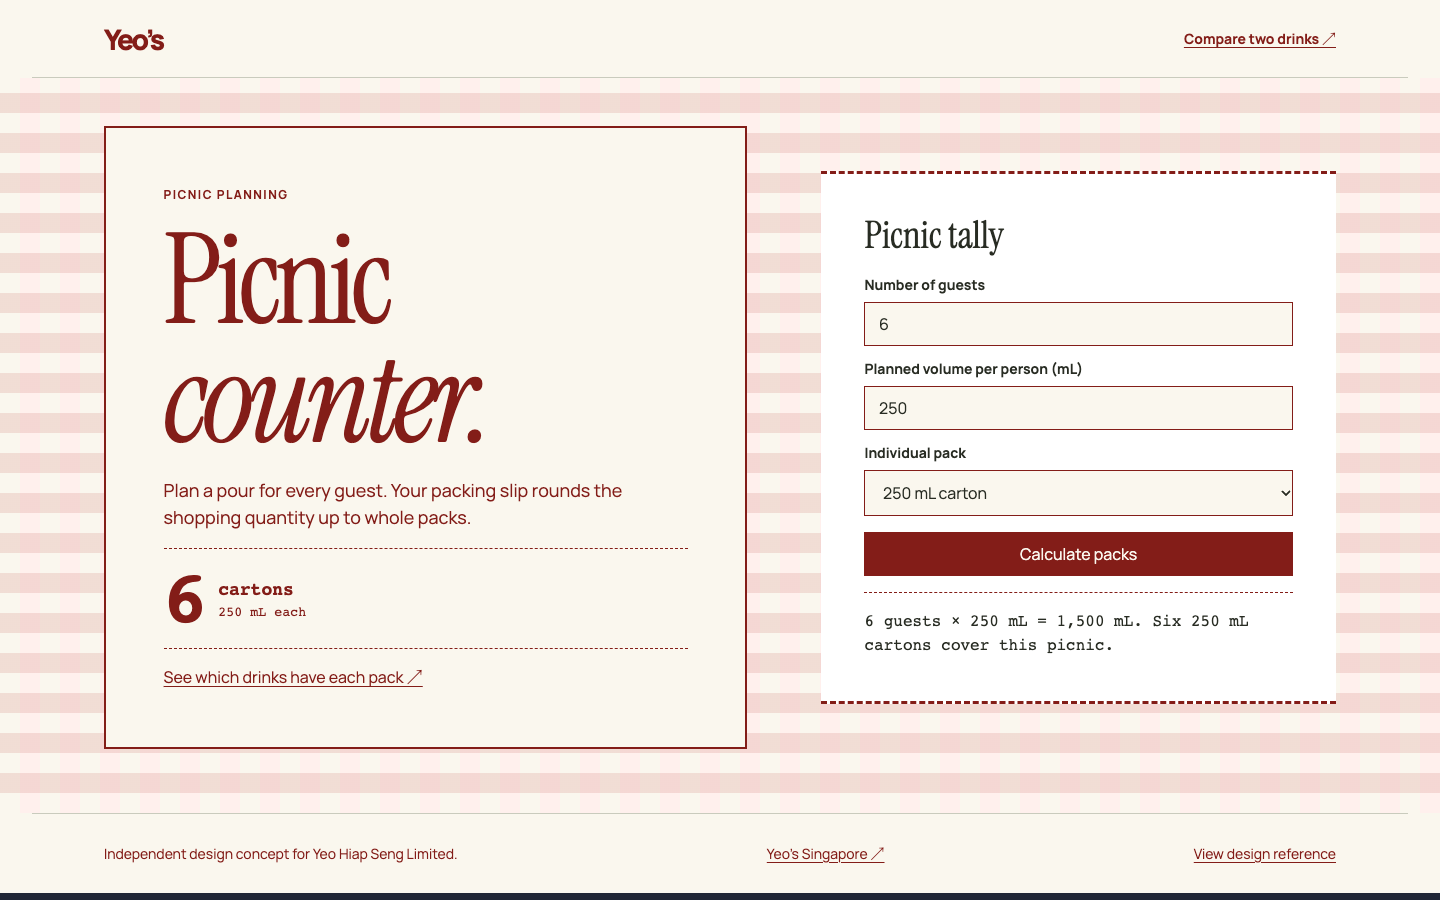 Yeo's
Compare two drinks ↗
PICNIC PLANNING
Picnic
counter.
Plan a pour for every guest. Your packing slip rounds the
shopping quantity up to whole packs.
6
cartons
250 mL each
See which drinks have each pack ↗
Picnic tally
Number of guests
6
Planned volume per person (mL)
250
Individual pack
250 mL carton
Calculate packs
6 guests × 250 mL = 1,500 mL. Six 250 mL
cartons cover this picnic.
Independent design concept for Yeo Hiap Seng Limited.
Yeo's Singapore ↗
View design reference